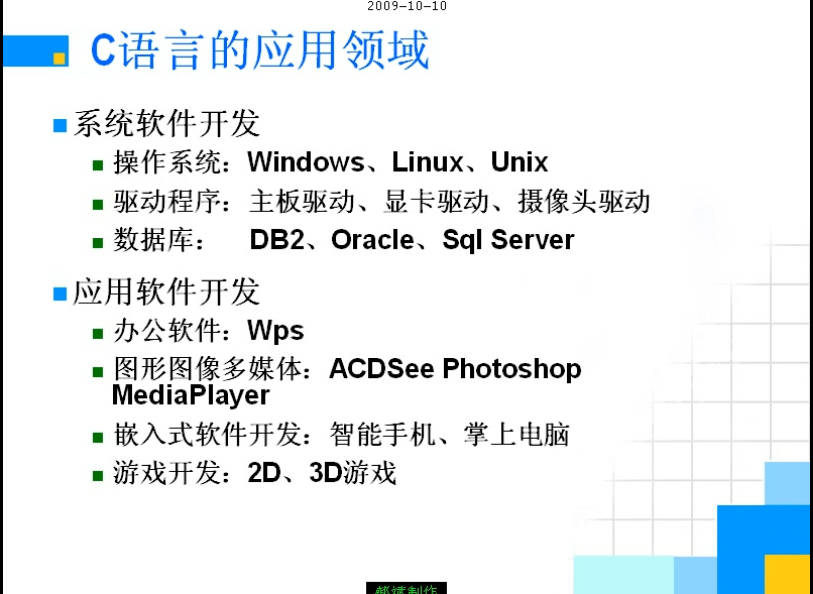 2009-10-10
C语言的应用领域
系统软件开发
操作系统：Windows、Linux、Unix
驱动程序：主板驱动、显卡驱动、摄像头驱动
数据库： DB2、Oracle、Sql Server
应用软件开发
办公软件：Wps
图形图像多媒体：ACDSee Photoshop
MediaPlayer
嵌入式软件开发：智能手机、掌上电脑
游戏开发：2D、3D游戏
郝斌制作